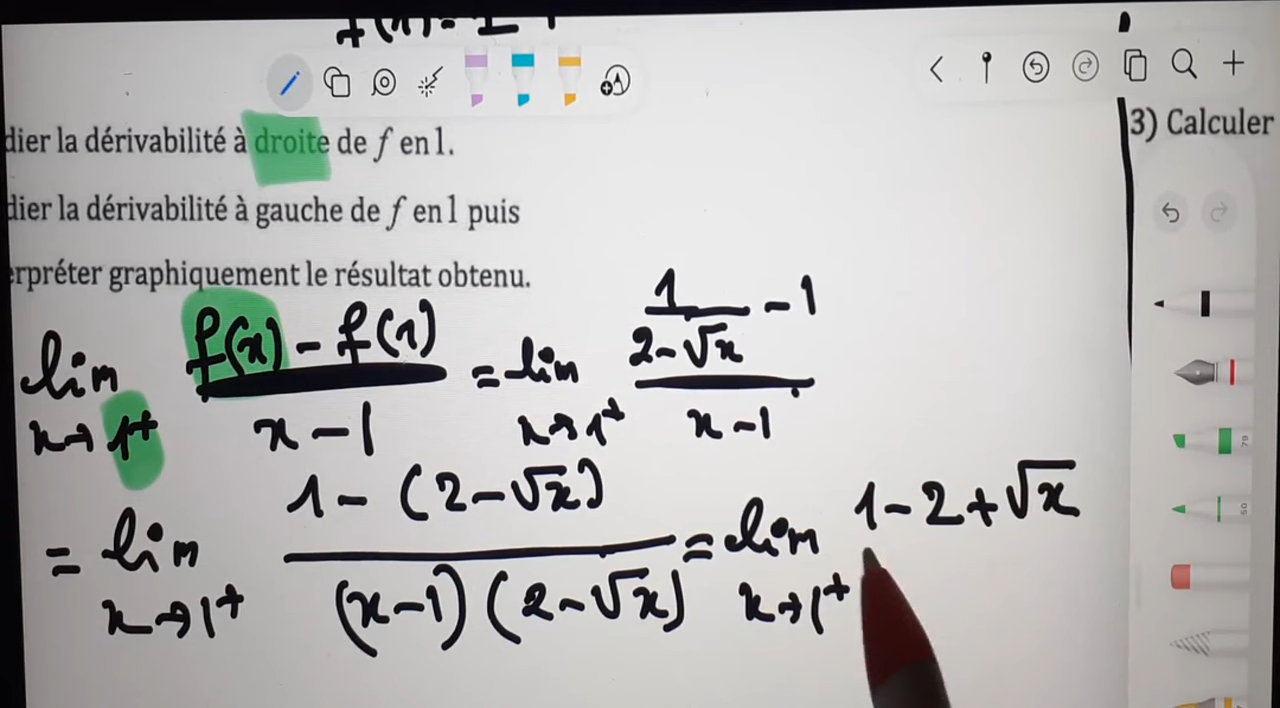 3) Calculer
dier la dérivabilité à droite de f en 1.
dier la dérivabilité à gauche de f en 1 puis
erpréter graphiquement le résultat obtenu.
lim x→1+ (f(x) - f(1))/(x - 1) = lim x→1+ (1/(2-√x) - 1)/(x - 1)
= lim x→1+ (1 - (2-√x))/((x-1)(2-√x)) = lim x→1+ 1-2+√x